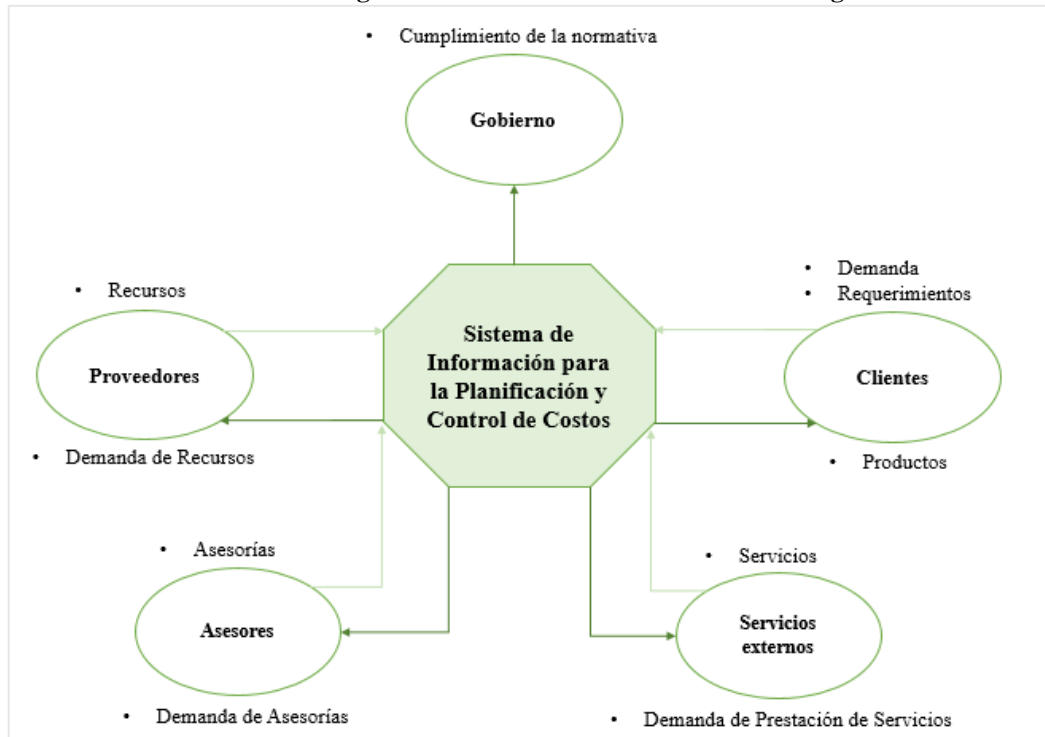 • Cumplimiento de la normativa
Gobierno
• Recursos
• Demanda
• Requerimientos
Proveedores
Sistema de
Información para
la Planificación y
Control de Costos
Clientes
• Demanda de Recursos
• Productos
• Asesorías
• Servicios
Asesores
Servicios
externos
• Demanda de Asesorías
• Demanda de Prestación de Servicios